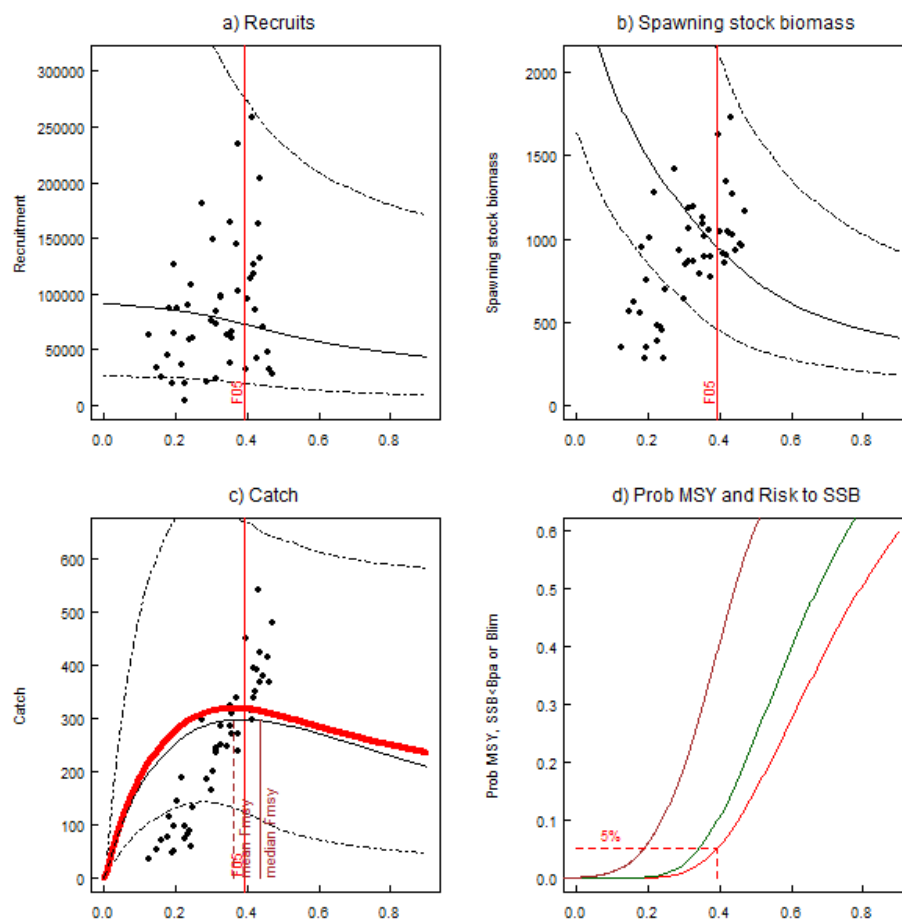 a) Recruits
Recruitment
300000
250000
200000
150000
100000
50000
0
F05
0.0 0.2 0.4 0.6 0.8
b) Spawning stock biomass
Spawning stock biomass
2000
1500
1000
500
0
F05
0.0 0.2 0.4 0.6 0.8
c) Catch
Catch
600
500
400
300
200
100
0
F05
mean Fmsy
median Fmsy
0.0 0.2 0.4 0.6 0.8
d) Prob MSY and Risk to SSB
Prob MSY, SSB<Bpa or Blim
0.6
0.5
0.4
0.3
0.2
0.1
0.0
5%
0.0 0.2 0.4 0.6 0.8